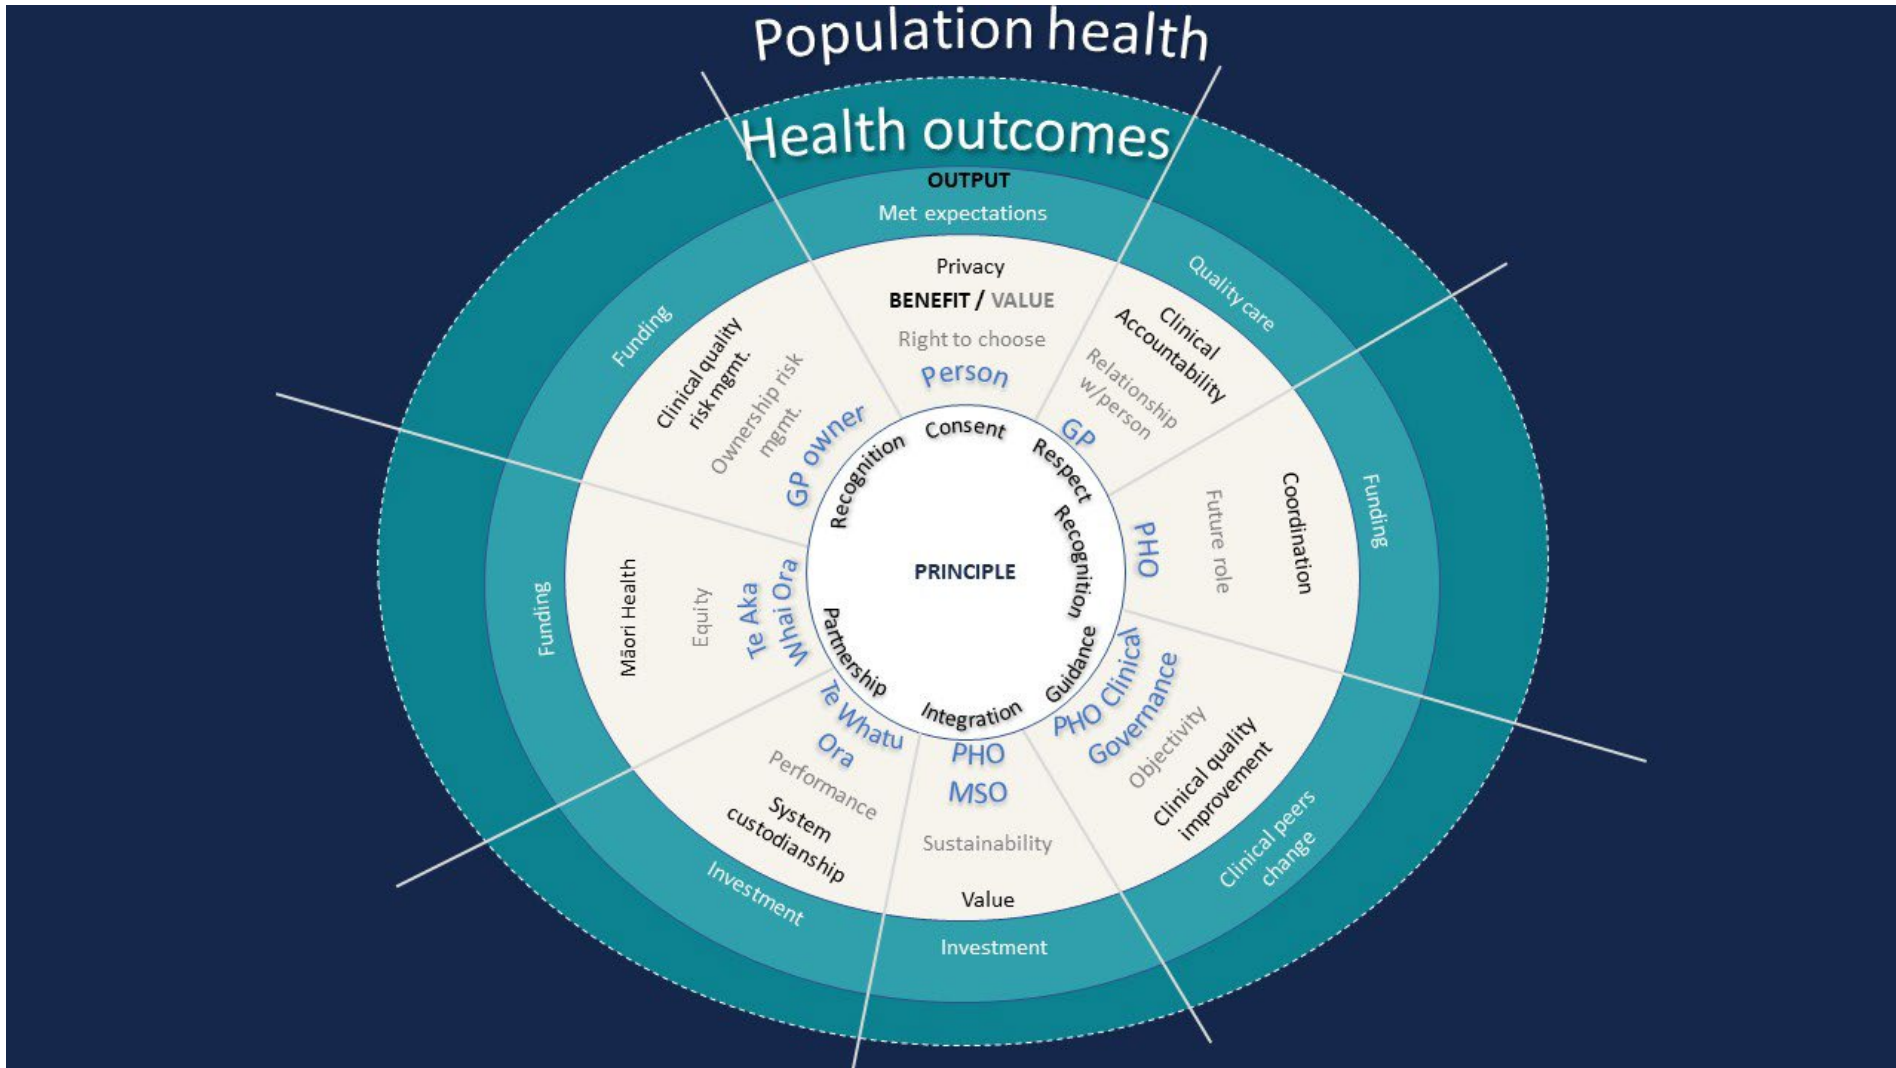 Population health
Health outcomes
OUTPUT
Met expectations
Privacy
BENEFIT / VALUE
Right to choose
Person
Consent
Quality care
Clinical
Accountability
Relationship
w/person
GP
Respect
Funding
Coordination
Future role
PHO
Recognition
Clinical peers
change
Clinical quality
improvement
Objectivity
PHO Clinical
Governance
Guidance
Integration
PHO
MSO
Sustainability
Value
Investment
Partnership
Te Whatu
Ora
Performance
System
custodianship
Investment
Te Aka
Whai Ora
Equity
Māori Health
Funding
Recognition
GP owner
Ownership risk
mgmt.
Clinical quality
risk mgmt.
Funding
PRINCIPLE